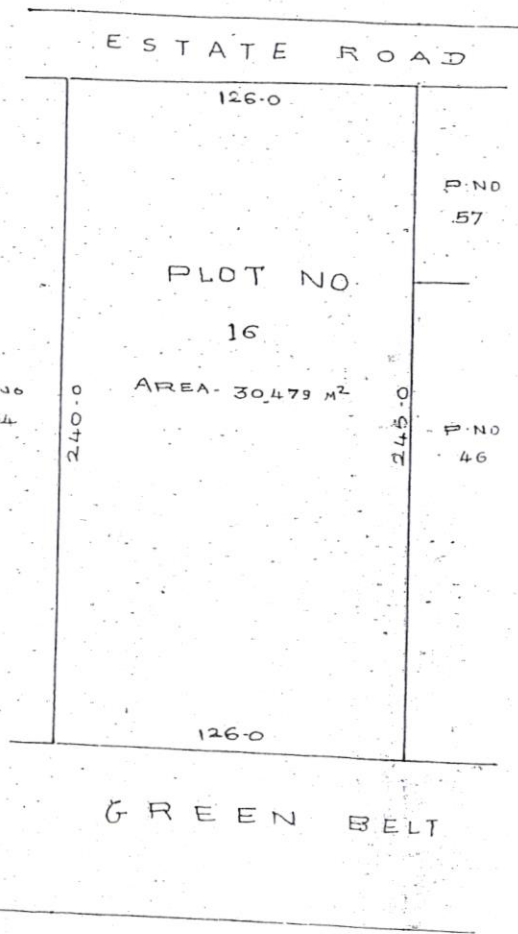 ESTATE ROAD
126.0
P.NO
57
PLOT NO.
16
AREA- 30,479 M²
240.0
245.0
4
P.NO
46
126.0
GREEN BELT